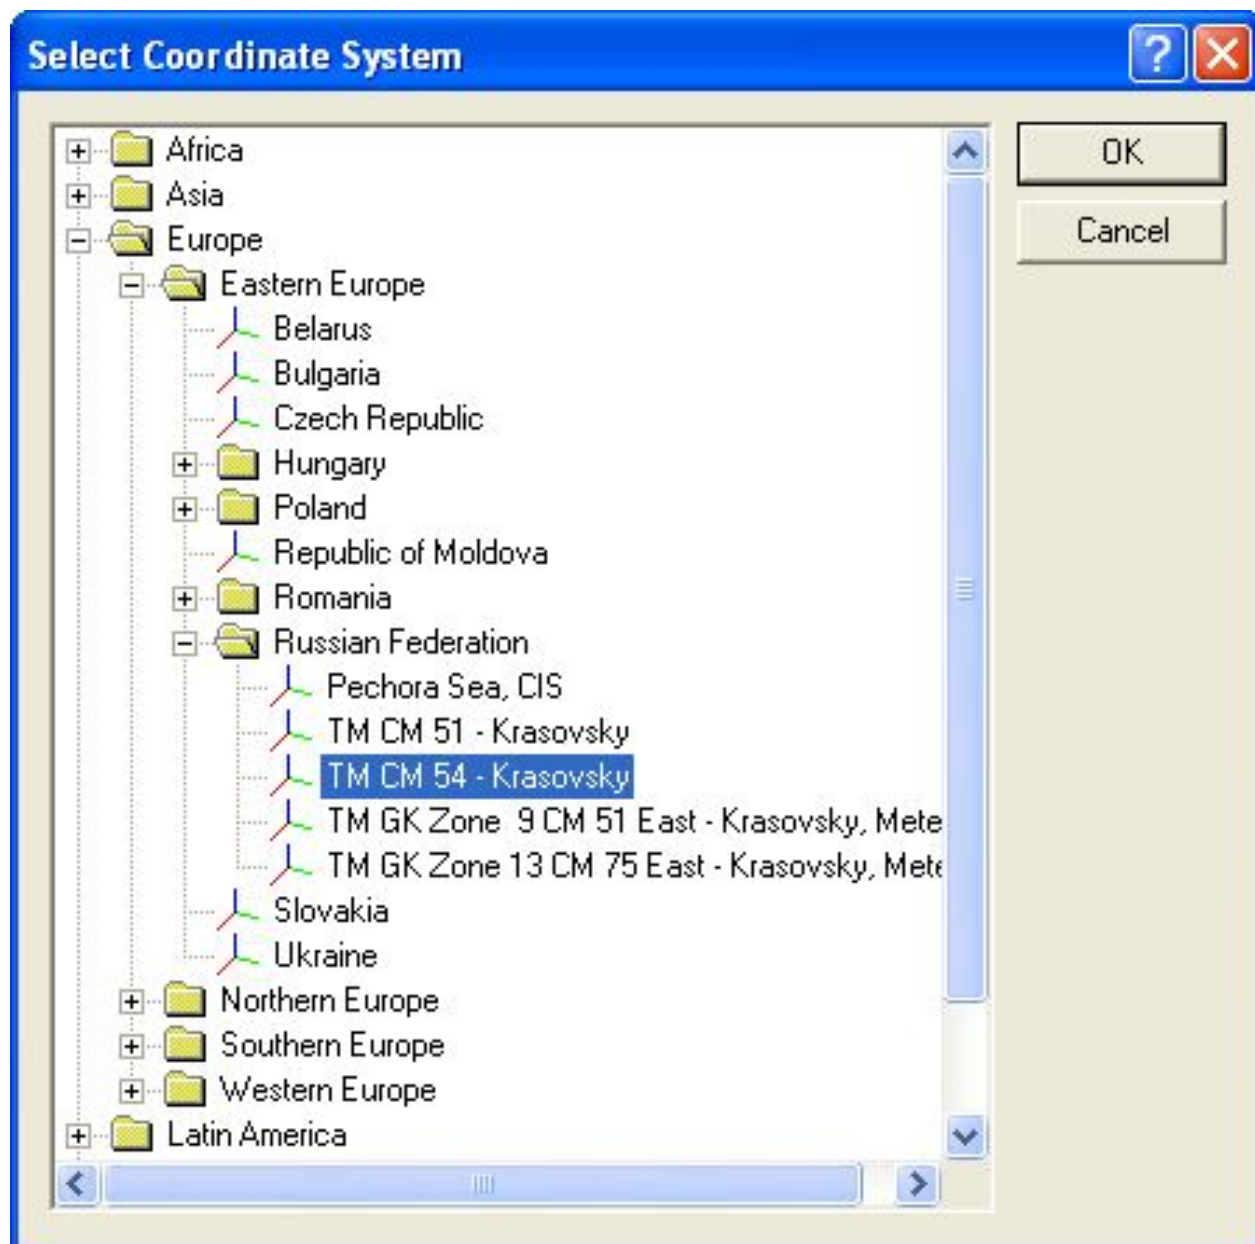 Select Coordinate System
Africa
OK
Asia
Cancel
Europe
Eastern Europe
Belarus
Bulgaria
Czech Republic
Hungary
Poland
Republic of Moldova
Romania
Russian Federation
Pechora Sea, CIS
TM CM 51 - Krasovsky
TM CM 54 - Krasovsky
TM GK Zone  9 CM 51 East - Krasovsky, Mete
TM GK Zone 13 CM 75 East - Krasovsky, Mete
Slovakia
Ukraine
Northern Europe
Southern Europe
Western Europe
Latin America